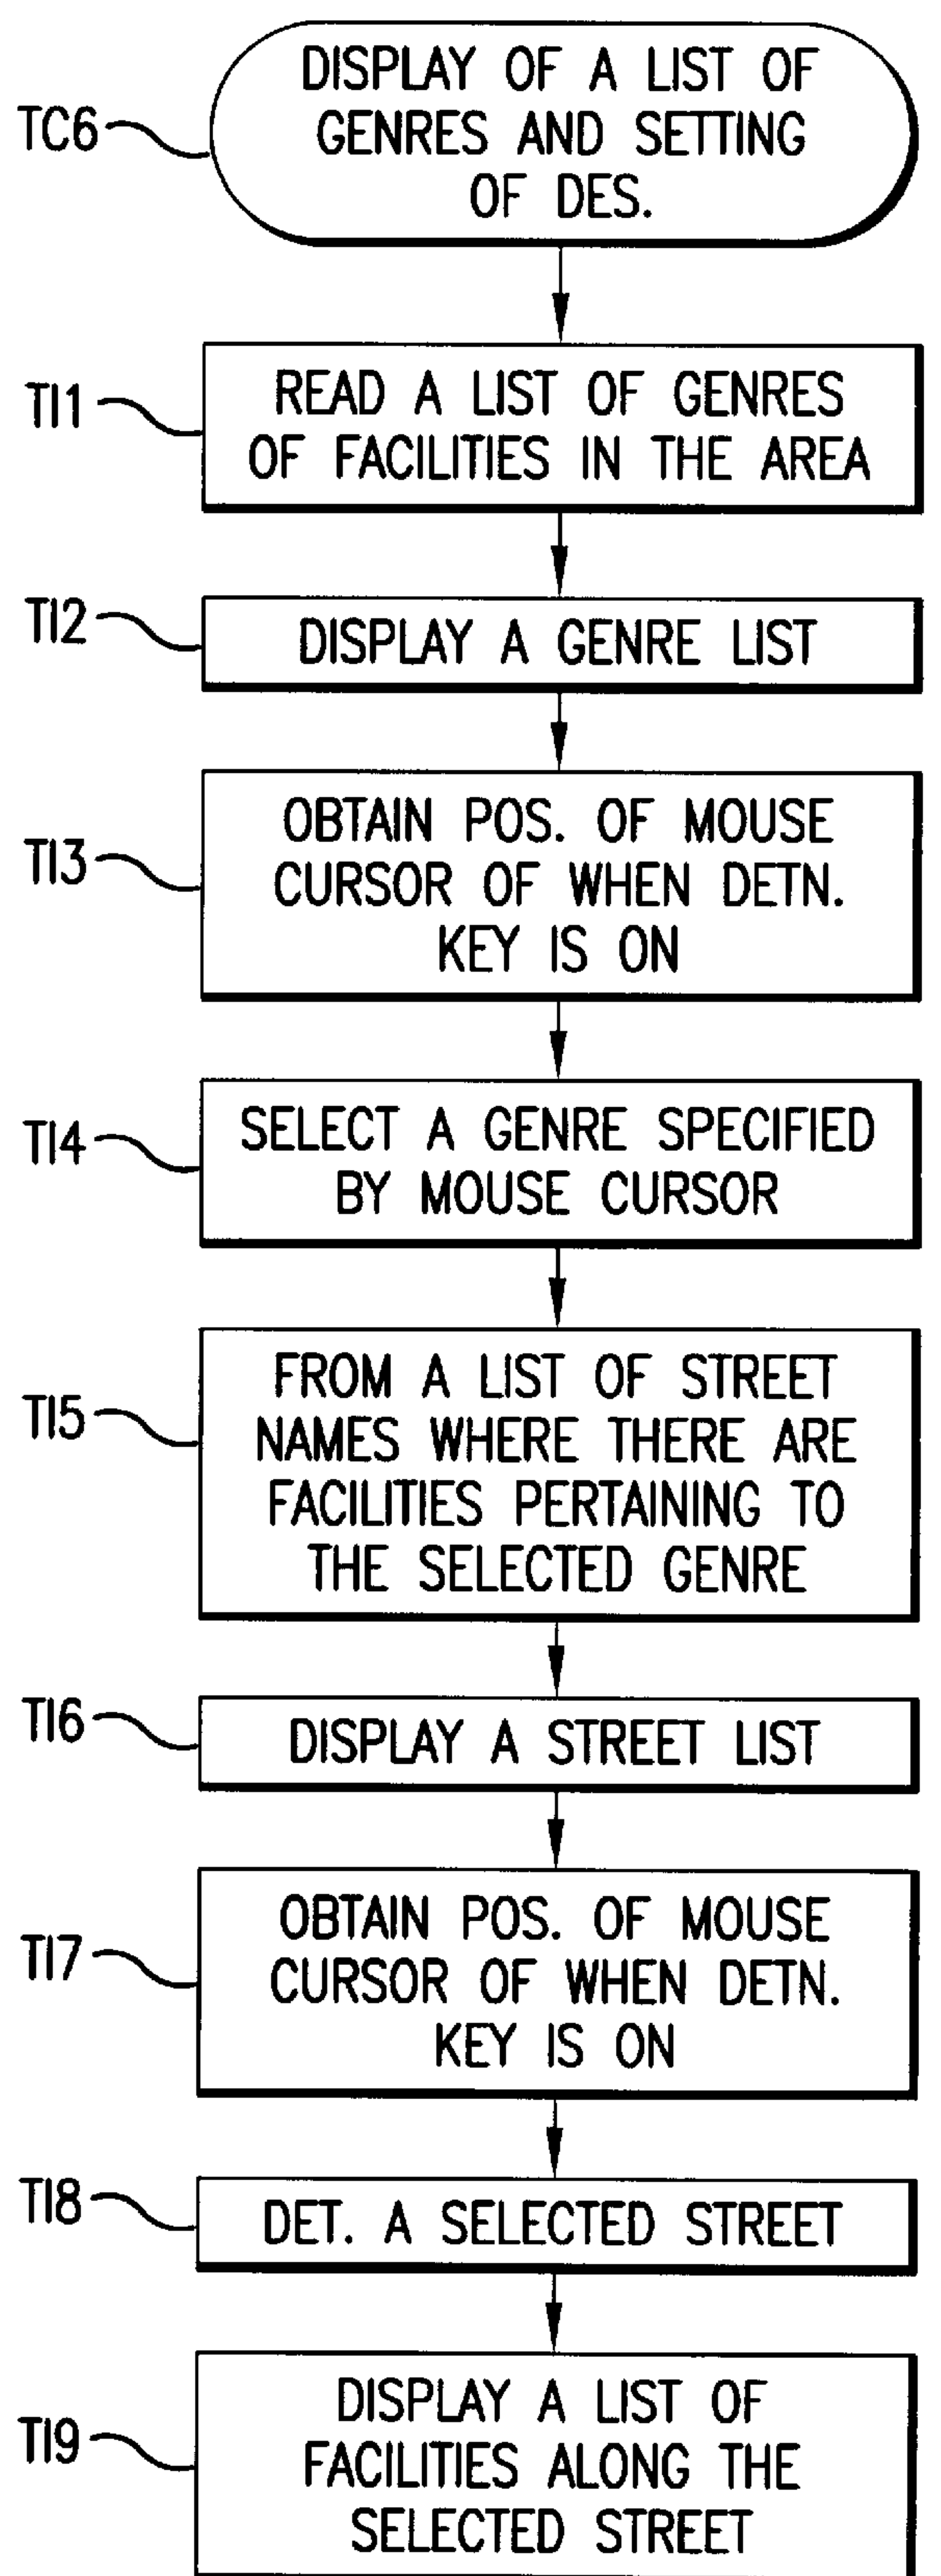 TC6
DISPLAY OF A LIST OF
GENRES AND SETTING
OF DES.
TI1
READ A LIST OF GENRES
OF FACILITIES IN THE AREA
TI2
DISPLAY A GENRE LIST
TI3
OBTAIN POS. OF MOUSE
CURSOR OF WHEN DETN.
KEY IS ON
TI4
SELECT A GENRE SPECIFIED
BY MOUSE CURSOR
TI5
FROM A LIST OF STREET
NAMES WHERE THERE ARE
FACILITIES PERTAINING TO
THE SELECTED GENRE
TI6
DISPLAY A STREET LIST
TI7
OBTAIN POS. OF MOUSE
CURSOR OF WHEN DETN.
KEY IS ON
TI8
DET. A SELECTED STREET
TI9
DISPLAY A LIST OF
FACILITIES ALONG THE
SELECTED STREET